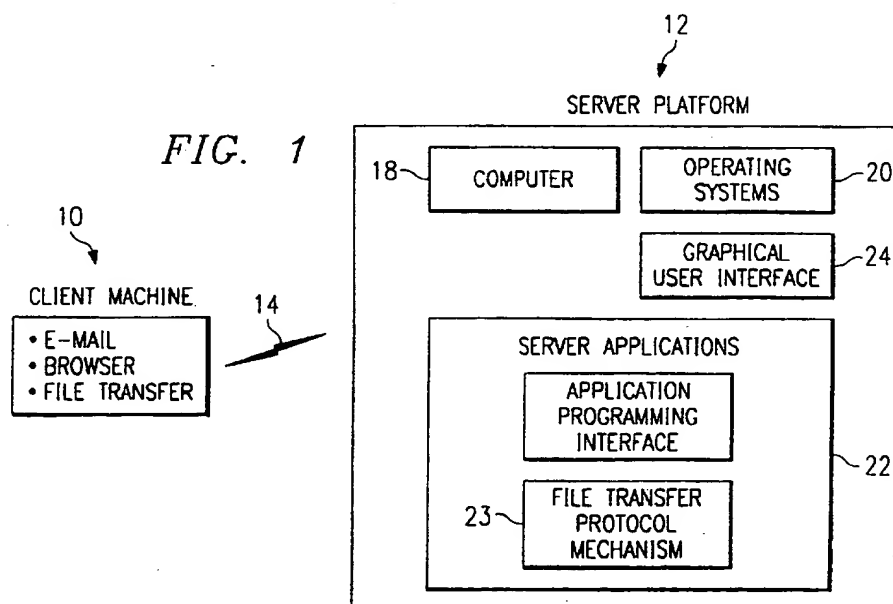 12
SERVER PLATFORM
FIG. 1
18
COMPUTER
OPERATING
SYSTEMS
20
GRAPHICAL
USER INTERFACE
24
10
CLIENT MACHINE
• E-MAIL
• BROWSER
• FILE TRANSFER
14
SERVER APPLICATIONS
APPLICATION
PROGRAMMING
INTERFACE
22
23
FILE TRANSFER
PROTOCOL
MECHANISM